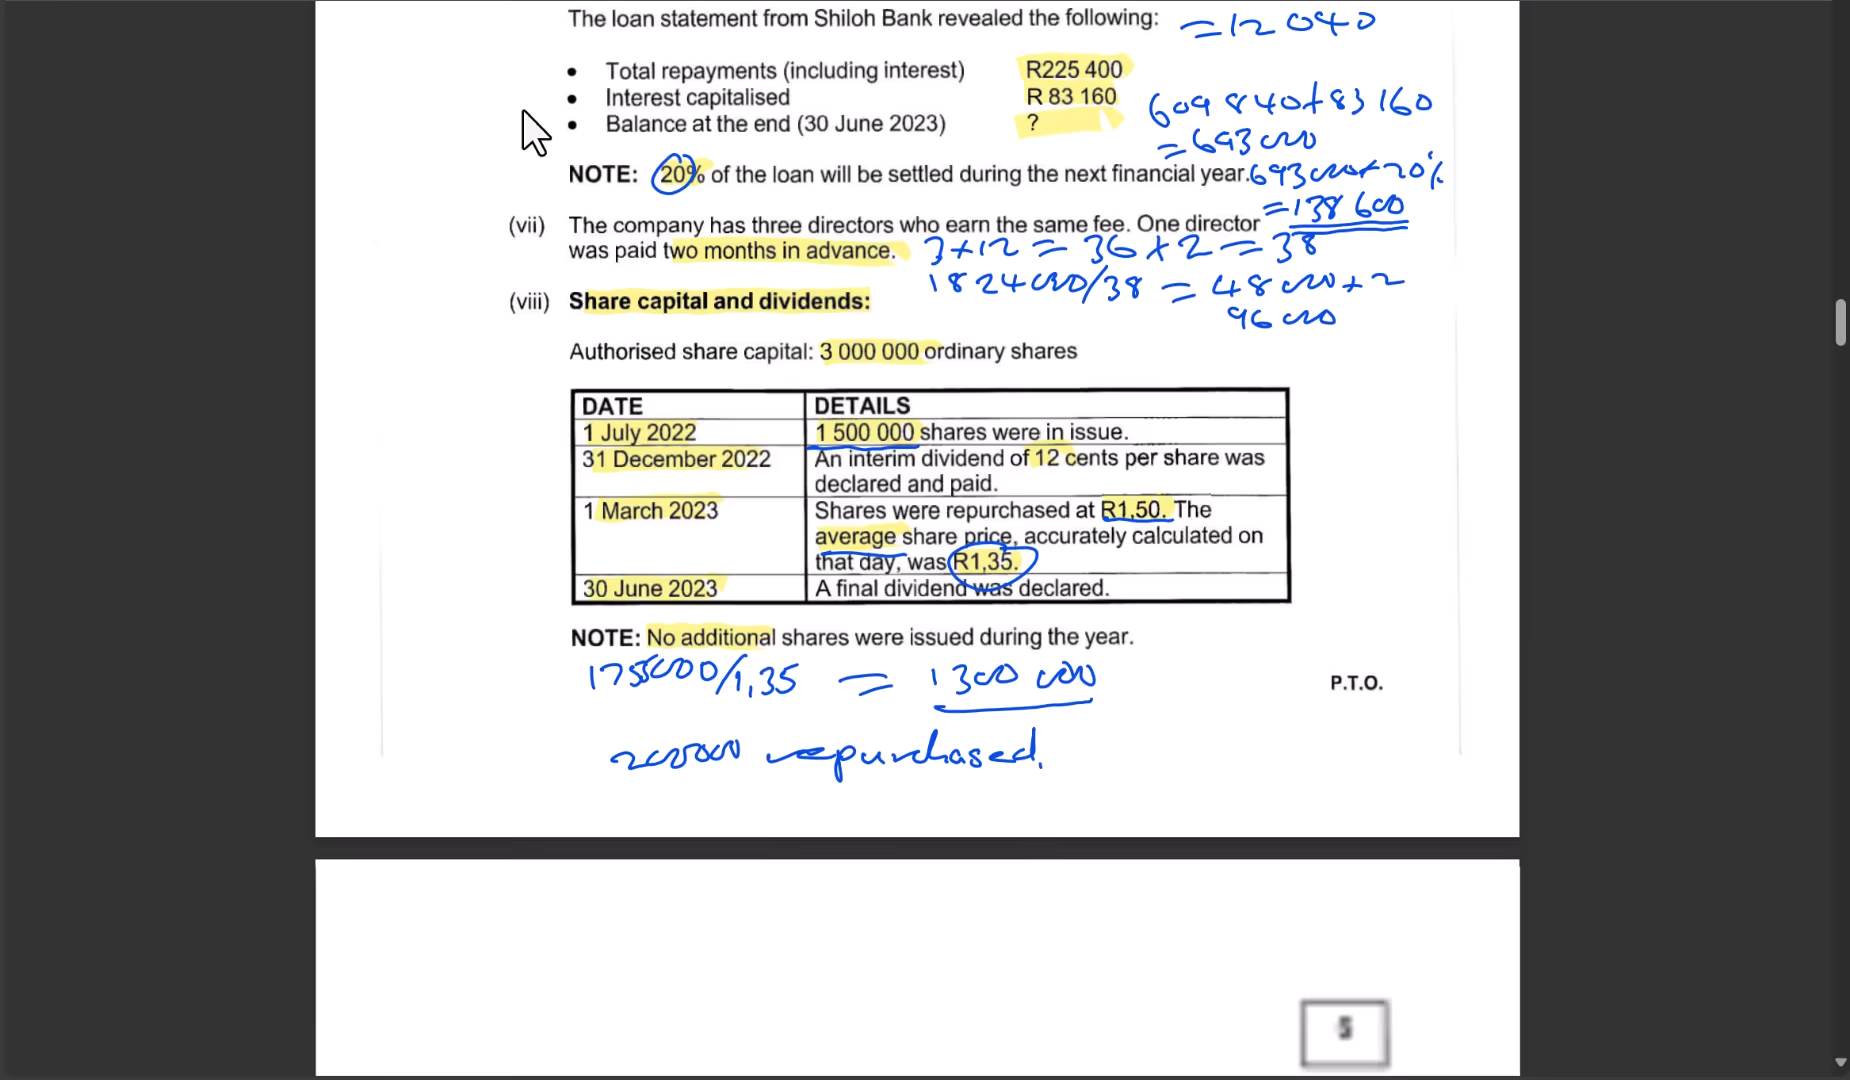 The loan statement from Shiloh Bank revealed the following: = 12 040
• Total repayments (including interest) R225 400
• Interest capitalised R 83 160
609 840 + 83 160
• Balance at the end (30 June 2023) ?
= 693 000
NOTE: 20% of the loan will be settled during the next financial year. 693 000 × 20%
= 138 600
(vii) The company has three directors who earn the same fee. One director
was paid two months in advance. 3 × 12 = 36 + 2 = 38
1 824 000/38 = 48 000 × 2
96 000
(viii) Share capital and dividends:
Authorised share capital: 3 000 000 ordinary shares
DATE DETAILS
1 July 2022 1 500 000 shares were in issue.
31 December 2022 An interim dividend of 12 cents per share was
declared and paid.
1 March 2023 Shares were repurchased at R1,50. The
average share price, accurately calculated on
that day, was R1,35.
30 June 2023 A final dividend was declared.
NOTE: No additional shares were issued during the year.
1755000/1,35 = 1 300 000
P.T.O.
200000 repurchased.
5